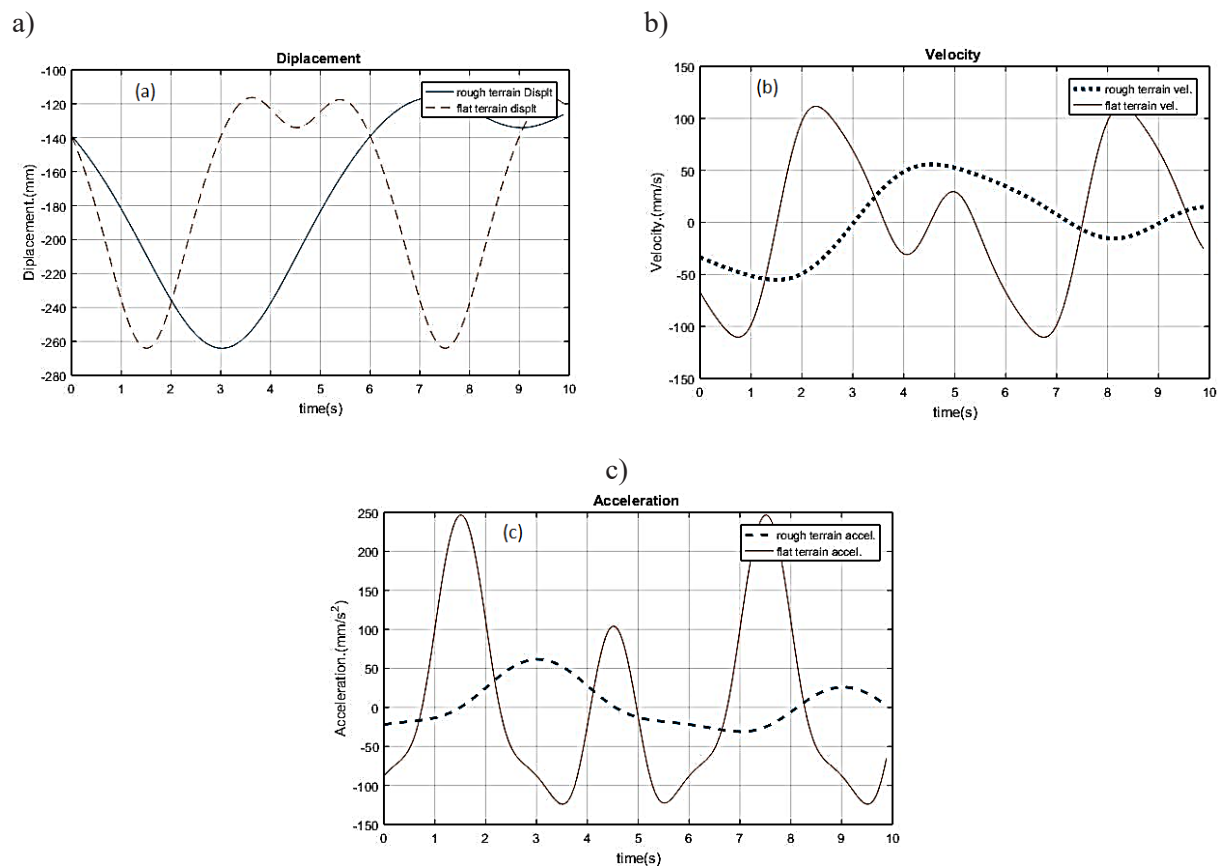 a)
Diplacement
(a)
rough terrain Displt
flat terrain displt
-100
-120
-140
-160
-180
-200
-220
-240
-260
-280
Diplacement.(mm)
0 1 2 3 4 5 6 7 8 9 10
time(s)
b)
Velocity
(b)
rough terrain vel.
flat terrain vel.
150
100
50
0
-50
-100
-150
Velocity.(mm/s)
0 1 2 3 4 5 6 7 8 9 10
time(s)
c)
Acceleration
(c)
rough terrain accel.
flat terrain accel.
250
200
150
100
50
0
-50
-100
-150
Acceleration.(mm/s²)
0 1 2 3 4 5 6 7 8 9 10
time(s)